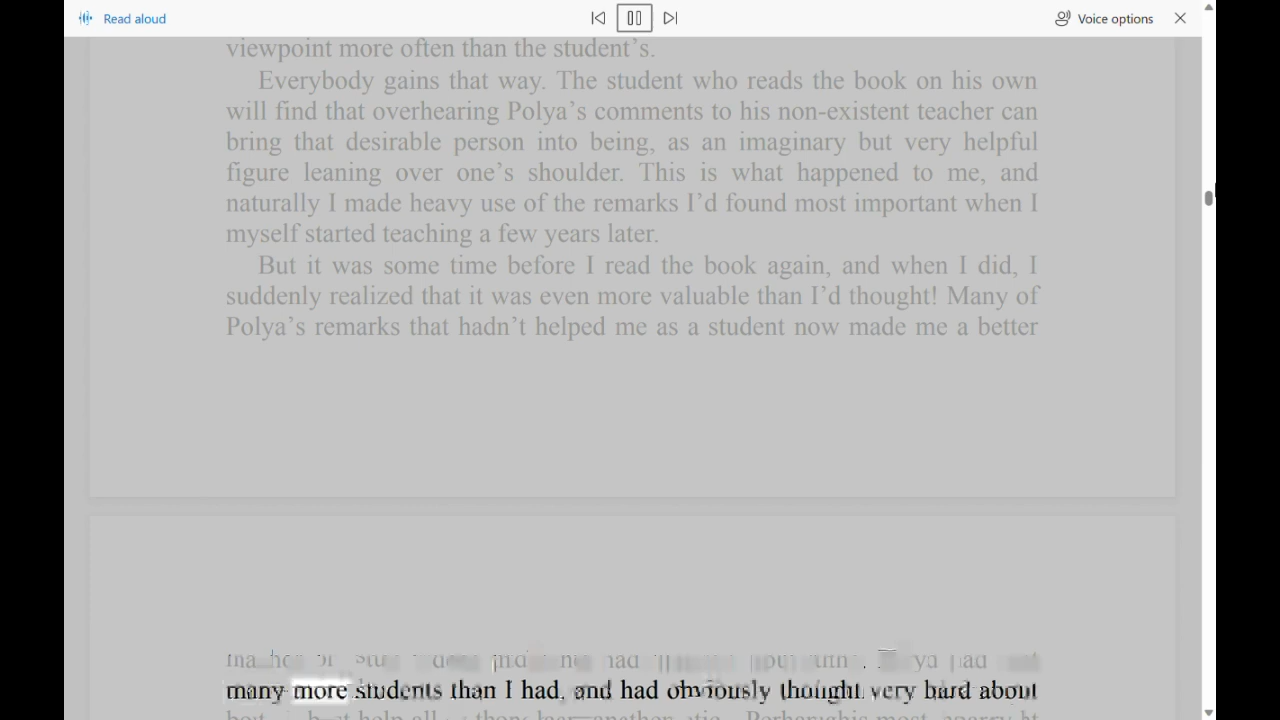 Read aloud
Voice options
viewpoint more often than the student’s.
Everybody gains that way. The student who reads the book on his own
will find that overhearing Polya’s comments to his non-existent teacher can
bring that desirable person into being, as an imaginary but very helpful
figure leaning over one’s shoulder. This is what happened to me, and
naturally I made heavy use of the remarks I’d found most important when I
myself started teaching a few years later.
But it was some time before I read the book again, and when I did, I
suddenly realized that it was even more valuable than I’d thought! Many of
Polya’s remarks that hadn’t helped me as a student now made me a better
had had
many more students than I had, and had obviously thought very hard about
help